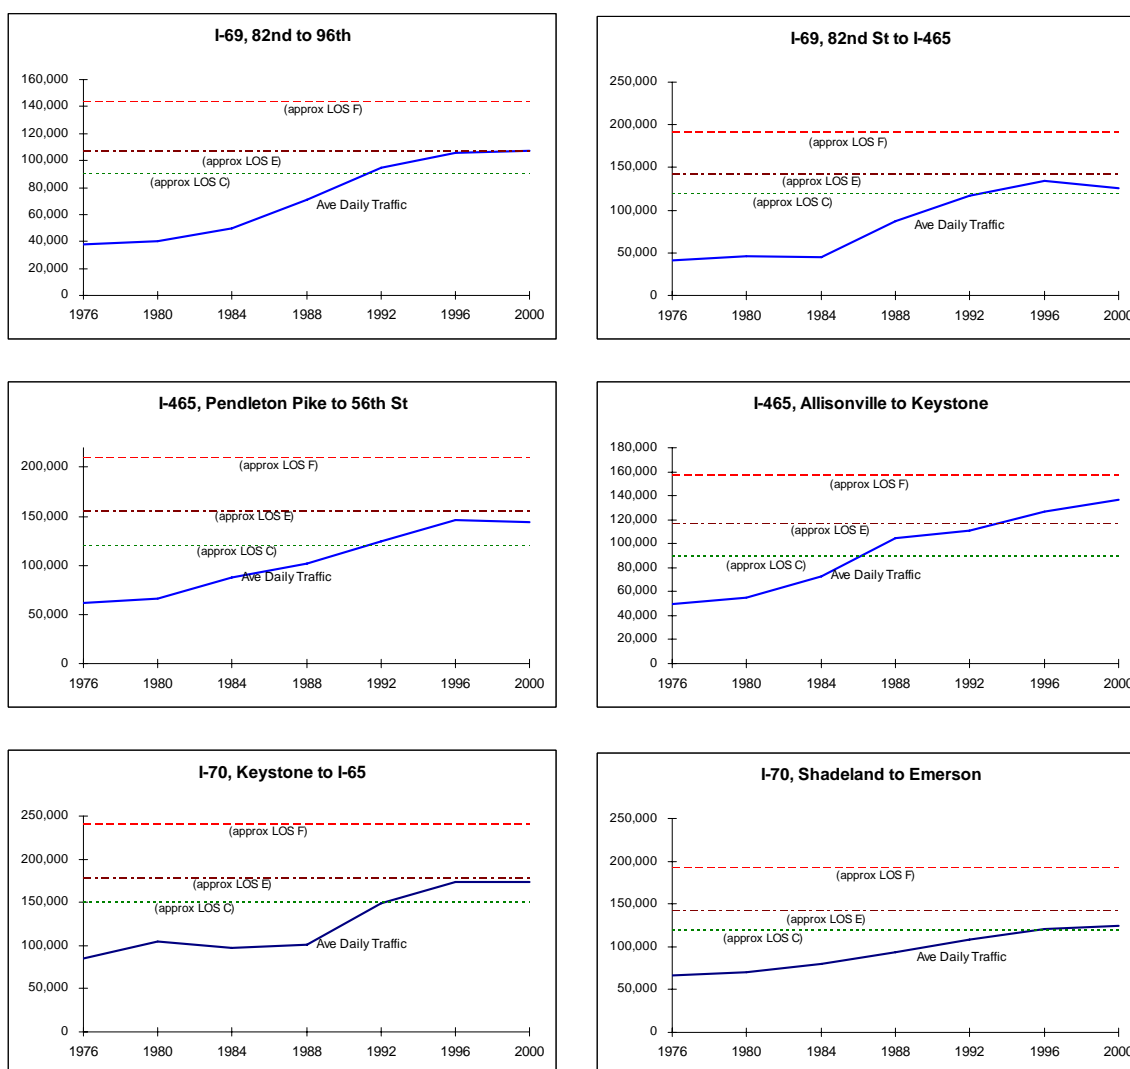 I-69, 82nd to 96th
160,000
140,000
120,000
100,000
80,000
60,000
40,000
20,000
0
(approx LOS F)
(approx LOS E)
(approx LOS C)
Ave Daily Traffic
1976 1980 1984 1988 1992 1996 2000
I-69, 82nd St to I-465
250,000
200,000
150,000
100,000
50,000
0
(approx LOS F)
(approx LOS E)
(approx LOS C)
Ave Daily Traffic
1976 1980 1984 1988 1992 1996 2000
I-465, Pendleton Pike to 56th St
200,000
150,000
100,000
50,000
0
(approx LOS F)
(approx LOS E)
(approx LOS C)
Ave Daily Traffic
1976 1980 1984 1988 1992 1996 2000
I-465, Allisonville to Keystone
180,000
160,000
140,000
120,000
100,000
80,000
60,000
40,000
20,000
0
(approx LOS F)
(approx LOS E)
(approx LOS C)
Ave Daily Traffic
1976 1980 1984 1988 1992 1996 2000
I-70, Keystone to I-65
250,000
200,000
150,000
100,000
50,000
0
(approx LOS F)
(approx LOS E)
(approx LOS C)
Ave Daily Traffic
1976 1980 1984 1988 1992 1996 2000
I-70, Shadeland to Emerson
250,000
200,000
150,000
100,000
50,000
0
(approx LOS F)
(approx LOS E)
(approx LOS C)
Ave Daily Traffic
1976 1980 1984 1988 1992 1996 2000